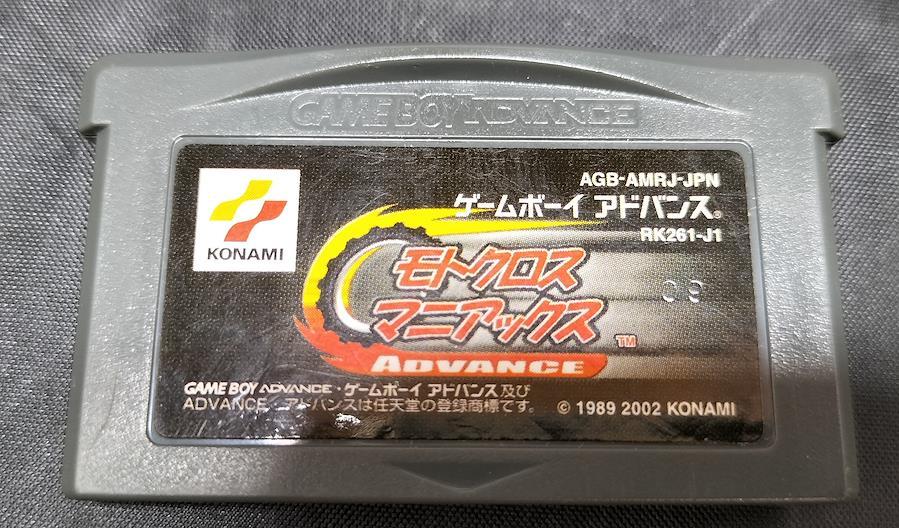 GAME BOY ADVANCE
AGB-AMRJ-JPN
ゲームボーイ アドバンス®
RK261-J1
KONAMI
モトクロス
マニアックス
TM
ADVANCE
09
GAME BOY ADVANCE・ゲームボーイ アドバンス及び
ADVANCE、アドバンスは任天堂の登録商標です。
© 1989 2002 KONAMI